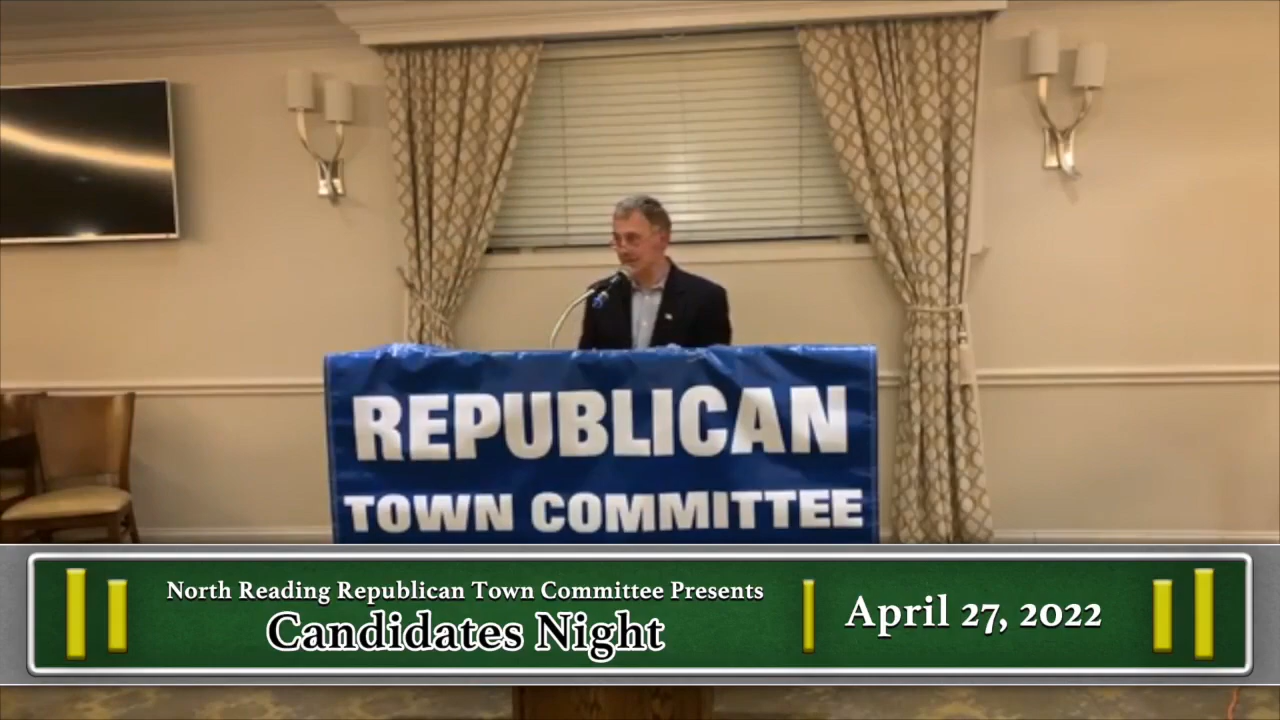 REPUBLICAN
TOWN COMMITTEE
North Reading Republican Town Committee Presents
Candidates Night
April 27, 2022